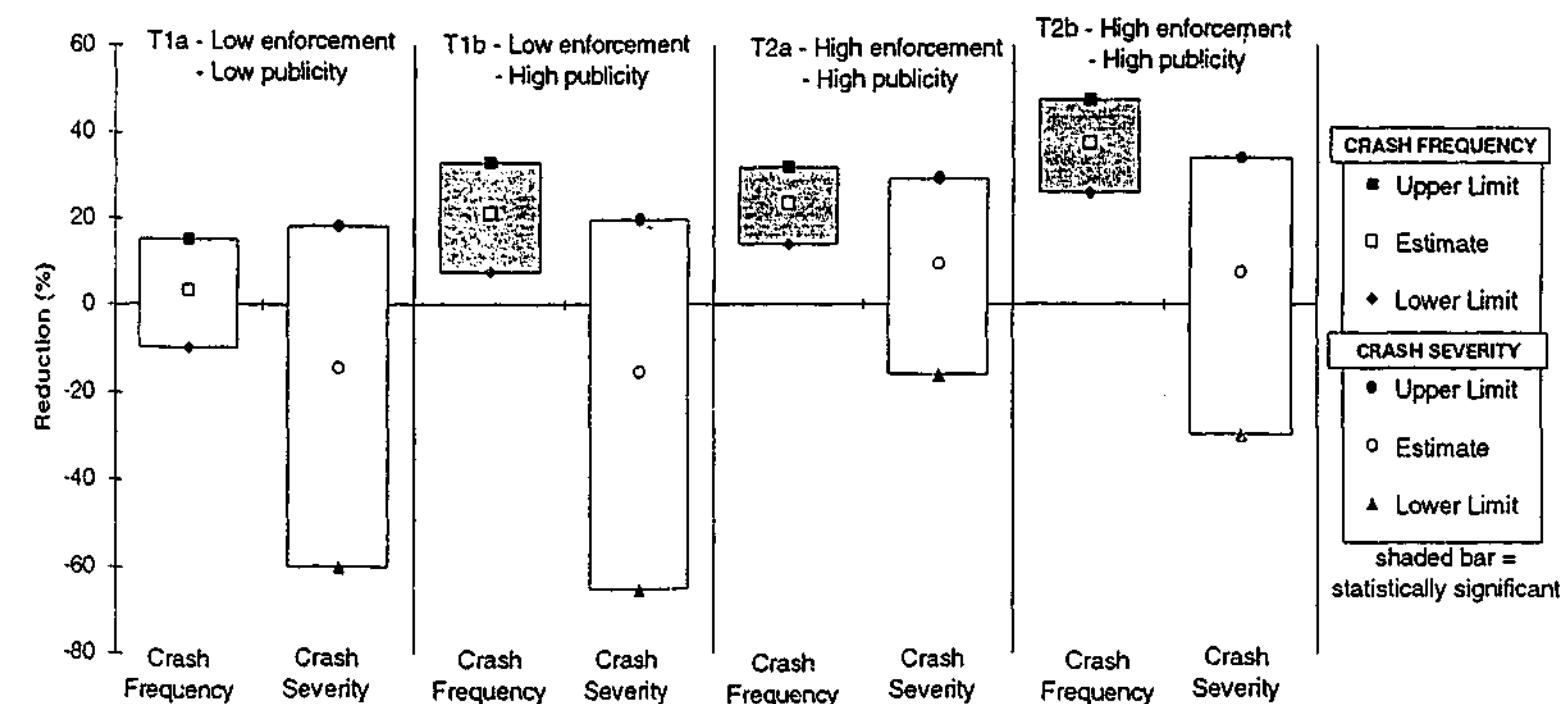 T1a - Low enforcement
- Low publicity
T1b - Low enforcement
- High publicity
T2a - High enforcement
- High publicity
T2b - High enforcement
- High publicity
Reduction (%)
60
40
20
0
-20
-40
-60
-80
Crash
Frequency
Crash
Severity
Crash
Frequency
Crash
Severity
Crash
Frequency
Crash
Severity
Crash
Frequency
Crash
Severity
CRASH FREQUENCY
Upper Limit
Estimate
Lower Limit
CRASH SEVERITY
Upper Limit
Estimate
Lower Limit
shaded bar =
statistically significant